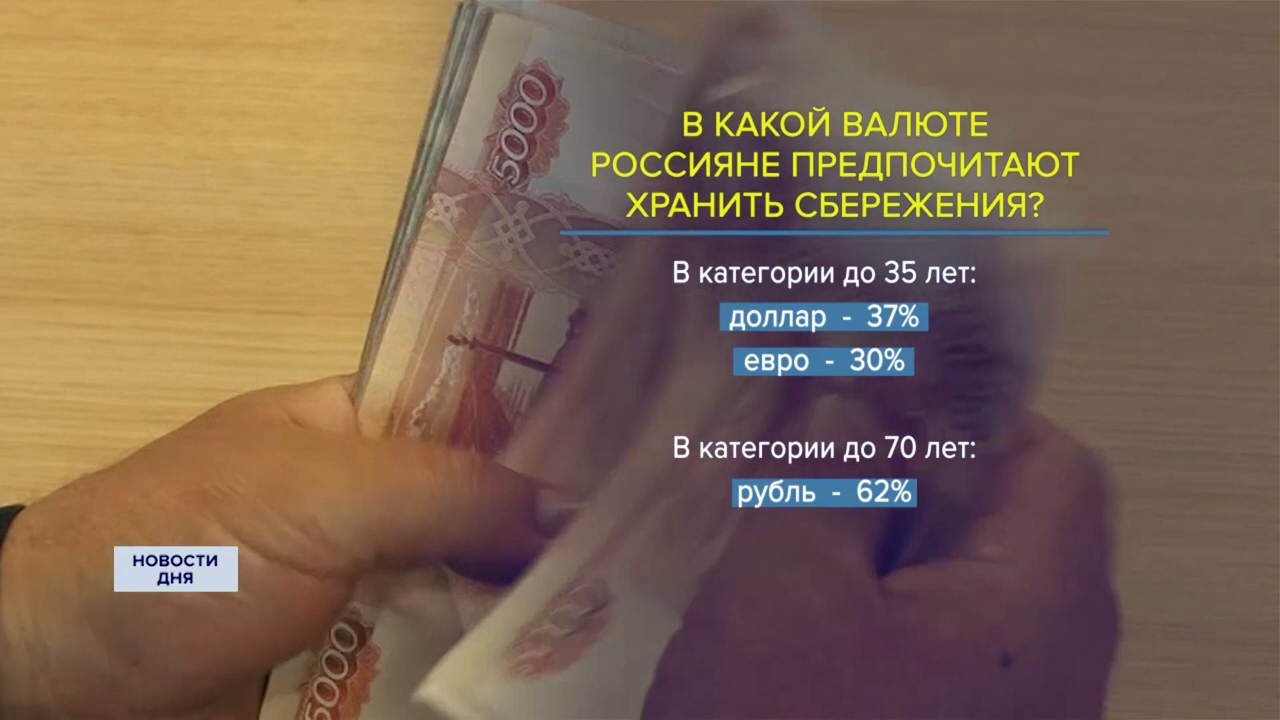 5000
В КАКОЙ ВАЛЮТЕ
РОССИЯНЕ ПРЕДПОЧИТАЮТ
ХРАНИТЬ СБЕРЕЖЕНИЯ?
В категории до 35 лет:
доллар - 37%
евро - 30%
В категории до 70 лет:
рубль - 62%
НОВОСТИ
ДНЯ
5000